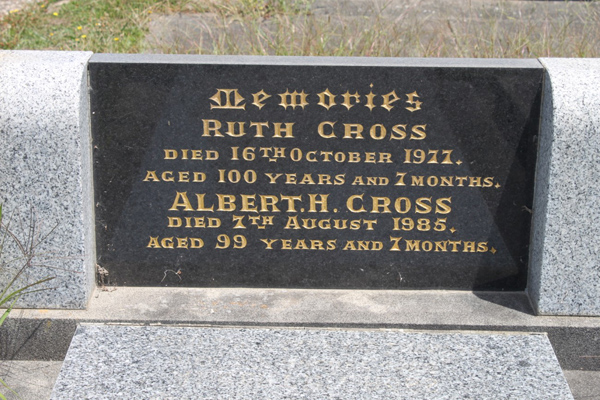 Memories
RUTH CROSS
DIED 16TH OCTOBER 1977.
AGED 100 YEARS AND 7 MONTHS.
ALBERT.H. CROSS
DIED 7TH AUGUST 1985.
AGED 99 YEARS AND 7 MONTHS.